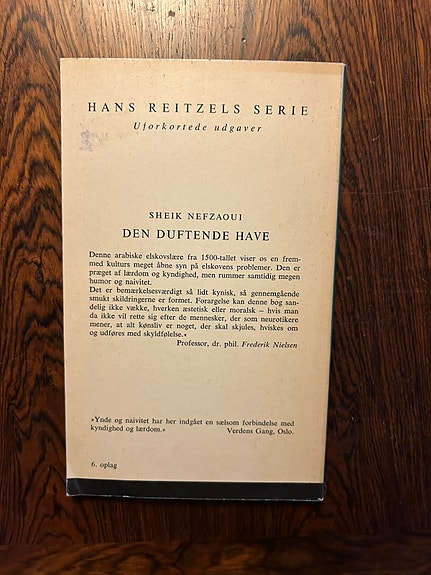 HANS REITZELS SERIE
Uforkortede udgaver
SHEIK NEFZAOUI
DEN DUFTENDE HAVE
Denne arabiske elskovslære fra 1500-tallet viser os en frem-
med kulturs meget åbne syn på elskovens problemer. Den er
præget af lærdom og kyndighed, men rummer samtidig megen
humor og naivitet.
Det er bemærkelsesværdigt så lidt kynisk, så gennemgående
smukt skildringerne er formet. Forargelse kan denne bog san-
delig ikke vække, hverken æstetisk eller moralsk – hvis man
da ikke vil rette sig efter de mennesker, der som neurotikere
mener, at alt kønsliv er noget, der skal skjules, hviskes om
og udføres med skyldfølelse.«
Professor, dr. phil. Frederik Nielsen
»Ynde og naivitet har her indgået en sælsom forbindelse med
kyndighed og lærdom.« Verdens Gang, Oslo.
6. oplag